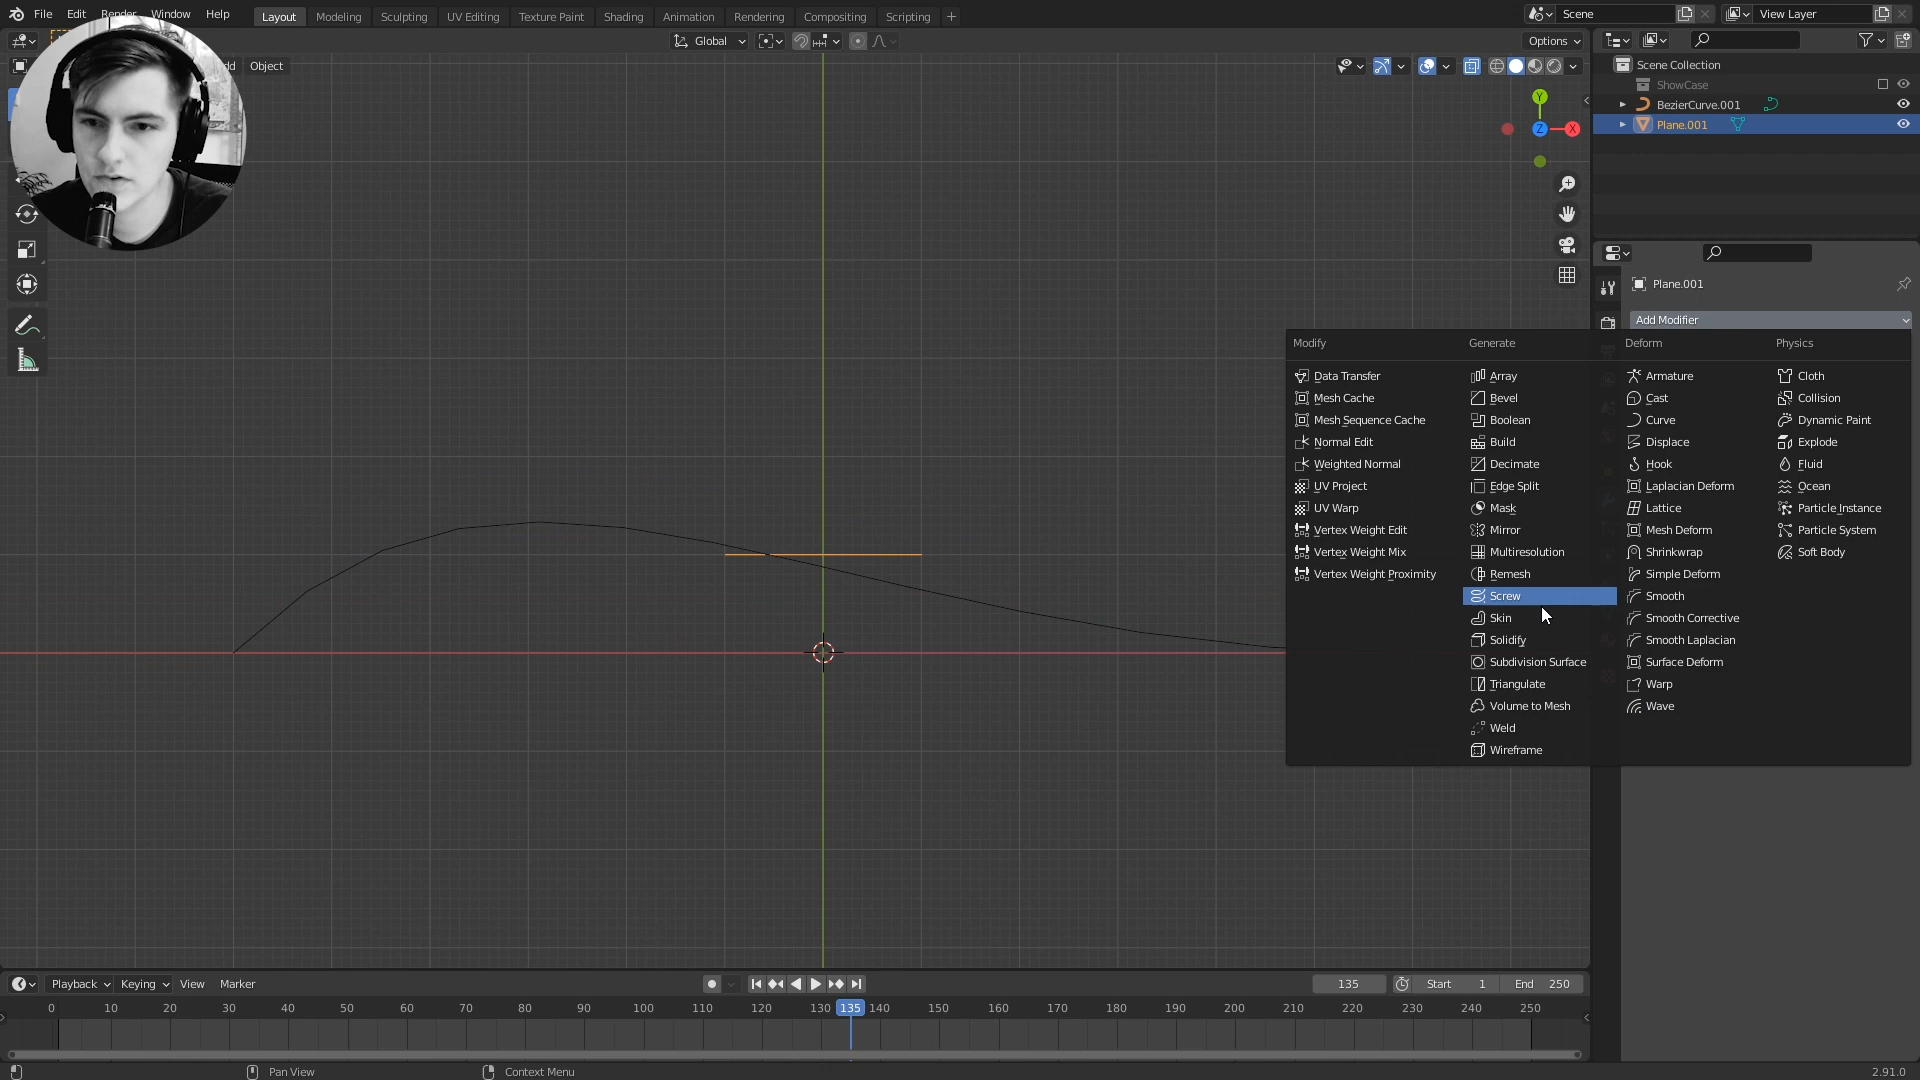 File Edit Render Window Help
Layout Modeling Sculpting UV Editing Texture Paint Shading Animation Rendering Compositing Scripting +
Scene
View Layer
Global
Options
Object
Scene Collection
ShowCase
BezierCurve.001
Plane.001
Y
Z
X
Plane.001
Add Modifier
Modify
Data Transfer
Mesh Cache
Mesh Sequence Cache
Normal Edit
Weighted Normal
UV Project
UV Warp
Vertex Weight Edit
Vertex Weight Mix
Vertex Weight Proximity
Generate
Array
Bevel
Boolean
Build
Decimate
Edge Split
Mask
Mirror
Multiresolution
Remesh
Screw
Skin
Solidify
Subdivision Surface
Triangulate
Volume to Mesh
Weld
Wireframe
Deform
Armature
Cast
Curve
Displace
Hook
Laplacian Deform
Lattice
Mesh Deform
Shrinkwrap
Simple Deform
Smooth
Smooth Corrective
Smooth Laplacian
Surface Deform
Warp
Wave
Physics
Cloth
Collision
Dynamic Paint
Explode
Fluid
Ocean
Particle Instance
Particle System
Soft Body
Playback Keying View Marker
135 Start 1 End 250
0 10 20 30 40 50 60 70 80 90 100 110 120 130 135 140 150 160 170 180 190 200 210 220 230 240 250
Pan View
Context Menu
2.91.0